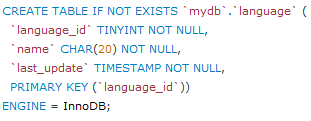 CREATE TABLE IF NOT EXISTS `mydb`.`language` (
`language_id` TINYINT NOT NULL,
`name` CHAR(20) NOT NULL,
`last_update` TIMESTAMP NOT NULL,
PRIMARY KEY (`language_id`))
ENGINE = InnoDB;